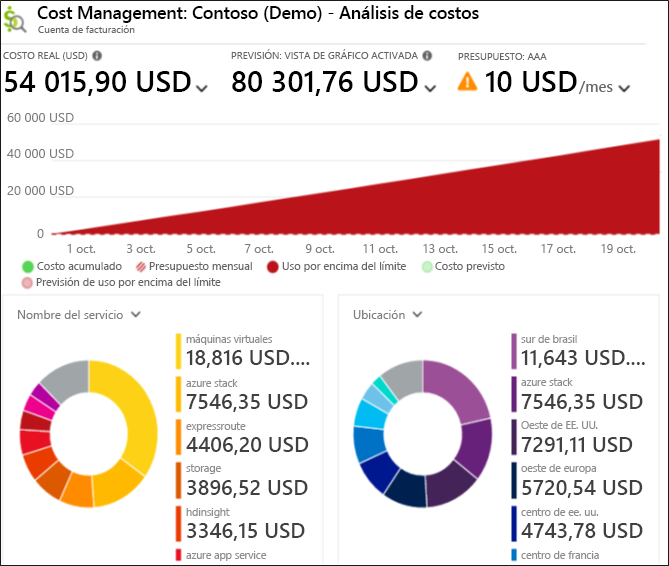 Cost Management: Contoso (Demo) - Análisis de costos
Cuenta de facturación
COSTO REAL (USD)
PREVISIÓN: VISTA DE GRÁFICO ACTIVADA
PRESUPUESTO: AAA
54 015,90 USD
80 301,76 USD
10 USD/mes
60 000 USD
40 000 USD
20 000 USD
0
1 oct. 3 oct. 5 oct. 7 oct. 9 oct. 11 oct. 13 oct. 15 oct. 17 oct. 19 oct.
Costo acumulado Presupuesto mensual Uso por encima del límite Costo previsto
Previsión de uso por encima del límite
Nombre del servicio
máquinas virtuales
18,816 USD....
azure stack
7546,35 USD
expressroute
4406,20 USD
storage
3896,52 USD
hdinsight
3346,15 USD
azure app service
Ubicación
sur de brasil
11,643 USD....
azure stack
7546,35 USD
Oeste de EE. UU.
7291,11 USD
oeste de europa
5720,54 USD
centro de ee. uu.
4743,78 USD
centro de francia